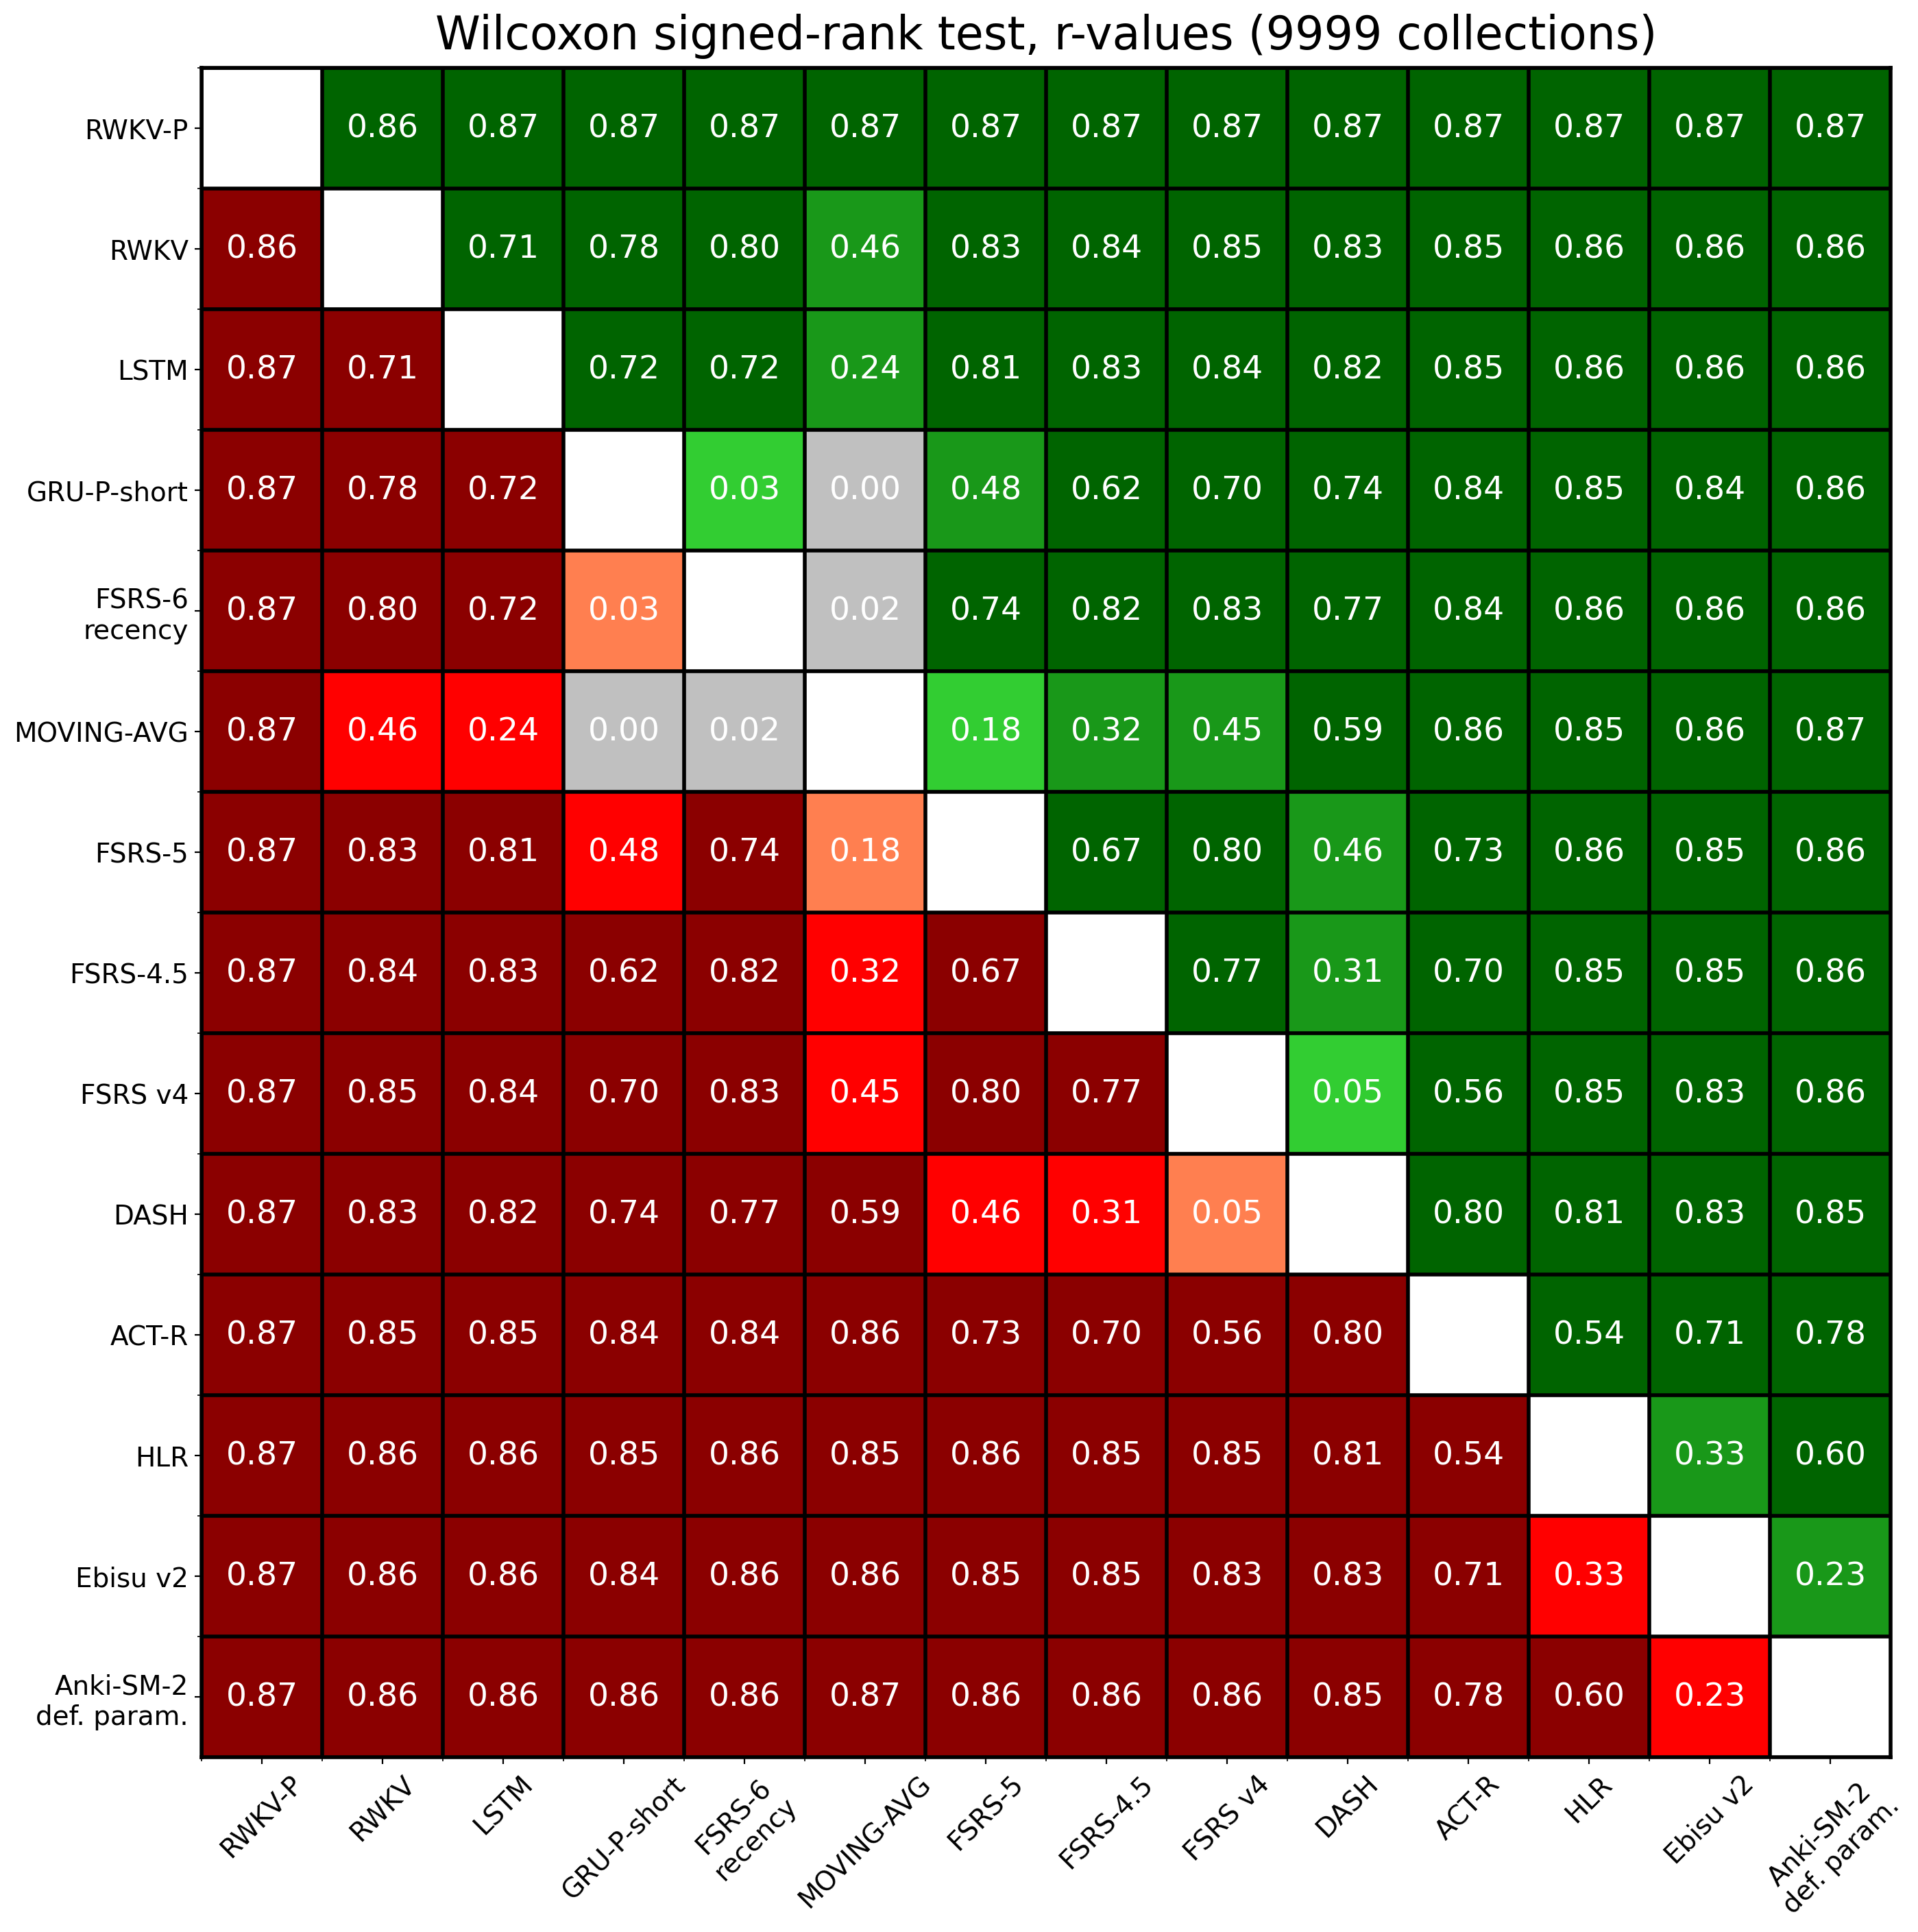 Wilcoxon signed-rank test, r-values (9999 collections)
RWKV-P 0.86 0.87 0.87 0.87 0.87 0.87 0.87 0.87 0.87 0.87 0.87 0.87 0.87
RWKV 0.86 0.71 0.78 0.80 0.46 0.83 0.84 0.85 0.83 0.85 0.86 0.86 0.86
LSTM 0.87 0.71 0.72 0.72 0.24 0.81 0.83 0.84 0.82 0.85 0.86 0.86 0.86
GRU-P-short 0.87 0.78 0.72 0.03 0.00 0.48 0.62 0.70 0.74 0.84 0.85 0.84 0.86
FSRS-6
recency 0.87 0.80 0.72 0.03 0.02 0.74 0.82 0.83 0.77 0.84 0.86 0.86 0.86
MOVING-AVG 0.87 0.46 0.24 0.00 0.02 0.18 0.32 0.45 0.59 0.86 0.85 0.86 0.87
FSRS-5 0.87 0.83 0.81 0.48 0.74 0.18 0.67 0.80 0.46 0.73 0.86 0.85 0.86
FSRS-4.5 0.87 0.84 0.83 0.62 0.82 0.32 0.67 0.77 0.31 0.70 0.85 0.85 0.86
FSRS v4 0.87 0.85 0.84 0.70 0.83 0.45 0.80 0.77 0.05 0.56 0.85 0.83 0.86
DASH 0.87 0.83 0.82 0.74 0.77 0.59 0.46 0.31 0.05 0.80 0.81 0.83 0.85
ACT-R 0.87 0.85 0.85 0.84 0.84 0.86 0.73 0.70 0.56 0.80 0.54 0.71 0.78
HLR 0.87 0.86 0.86 0.85 0.86 0.85 0.86 0.85 0.85 0.81 0.54 0.33 0.60
Ebisu v2 0.87 0.86 0.86 0.84 0.86 0.86 0.85 0.85 0.83 0.83 0.71 0.33 0.23
Anki-SM-2
def. param. 0.87 0.86 0.86 0.86 0.86 0.87 0.86 0.86 0.86 0.85 0.78 0.60 0.23
RWKV-P
RWKV
LSTM
GRU-P-short
FSRS-6
recency
MOVING-AVG
FSRS-5
FSRS-4.5
FSRS v4
DASH
ACT-R
HLR
Ebisu v2
Anki-SM-2
def. param.